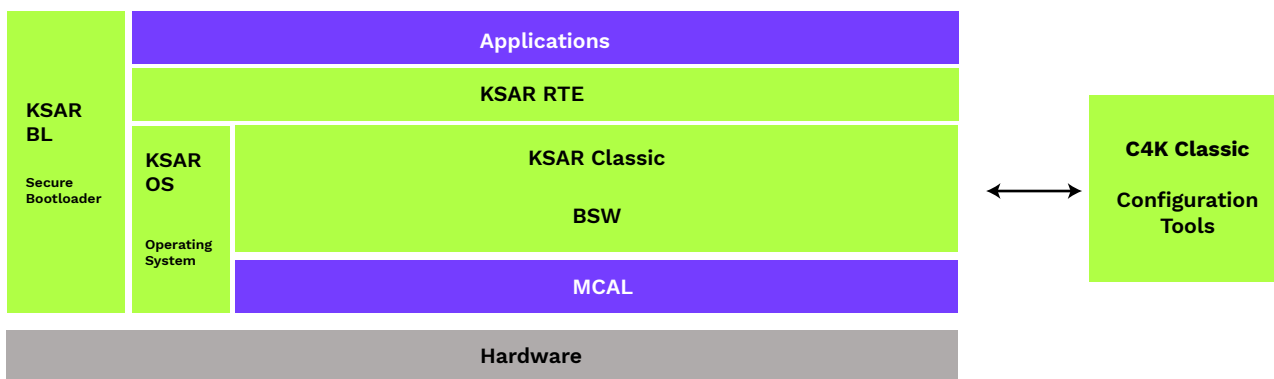 KSAR
BL
Secure
Bootloader
Applications
KSAR RTE
KSAR
OS
Operating
System
KSAR Classic
BSW
MCAL
Hardware
C4K Classic
Configuration
Tools